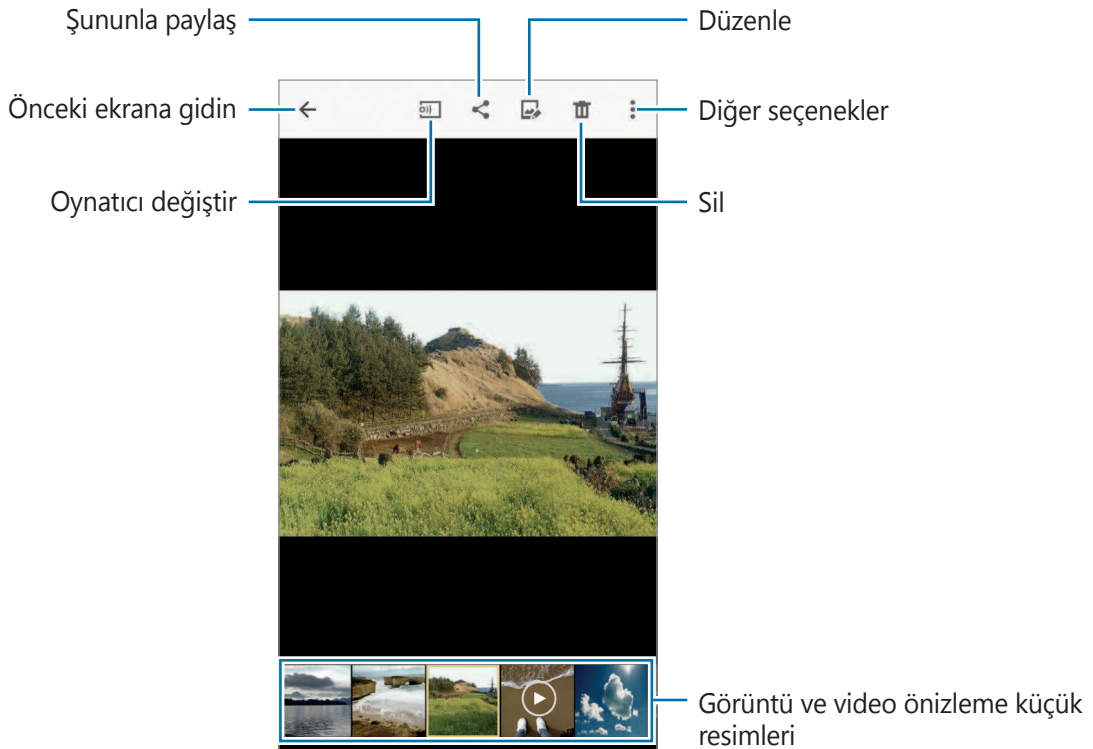 Şununla paylaş
Düzenle
Önceki ekrana gidin
Diğer seçenekler
Oynatıcı değiştir
Sil
Görüntü ve video önizleme küçük
resimleri